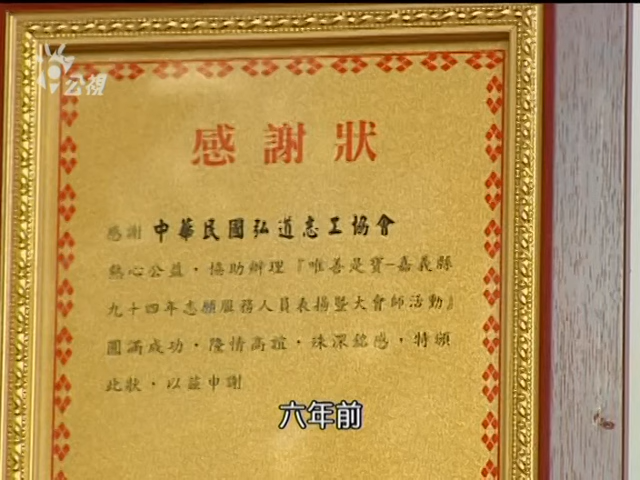 公視
感謝狀
感謝 中華民國弘道志工協會
熱心公益，協助辦理『唯善是寶-嘉義縣
九十四年志願服務人員表揚暨大會師活動』
圓滿成功，隆情高誼，殊深銘感，特頒
此狀，以茲申謝
六年前